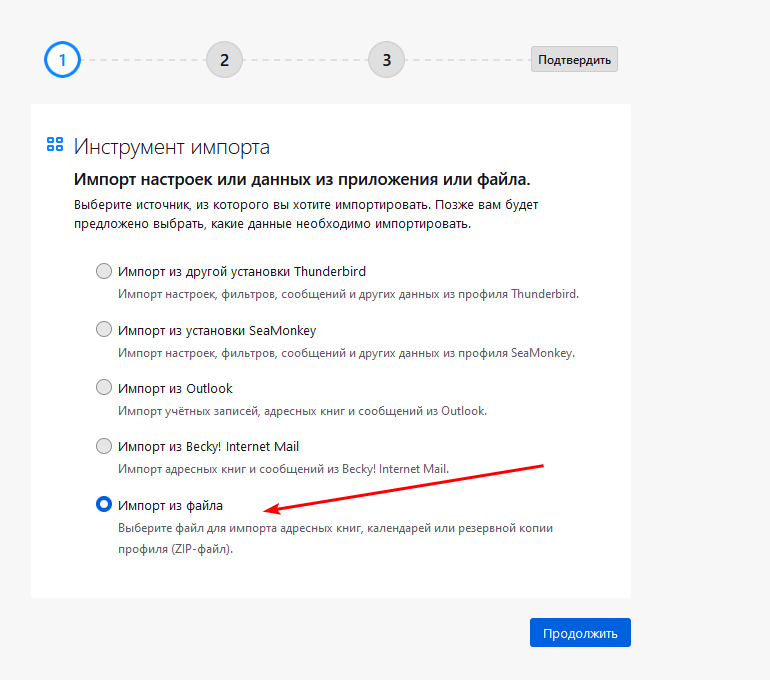 1
2
3
Подтвердить
Инструмент импорта
Импорт настроек или данных из приложения или файла.
Выберите источник, из которого вы хотите импортировать. Позже вам будет
предложено выбрать, какие данные необходимо импортировать.
Импорт из другой установки Thunderbird
Импорт настроек, фильтров, сообщений и других данных из профиля Thunderbird.
Импорт из установки SeaMonkey
Импорт настроек, фильтров, сообщений и других данных из профиля SeaMonkey.
Импорт из Outlook
Импорт учётных записей, адресных книг и сообщений из Outlook.
Импорт из Becky! Internet Mail
Импорт адресных книг и сообщений из Becky! Internet Mail.
Импорт из файла
Выберите файл для импорта адресных книг, календарей или резервной копии
профиля (ZIP-файл).
Продолжить